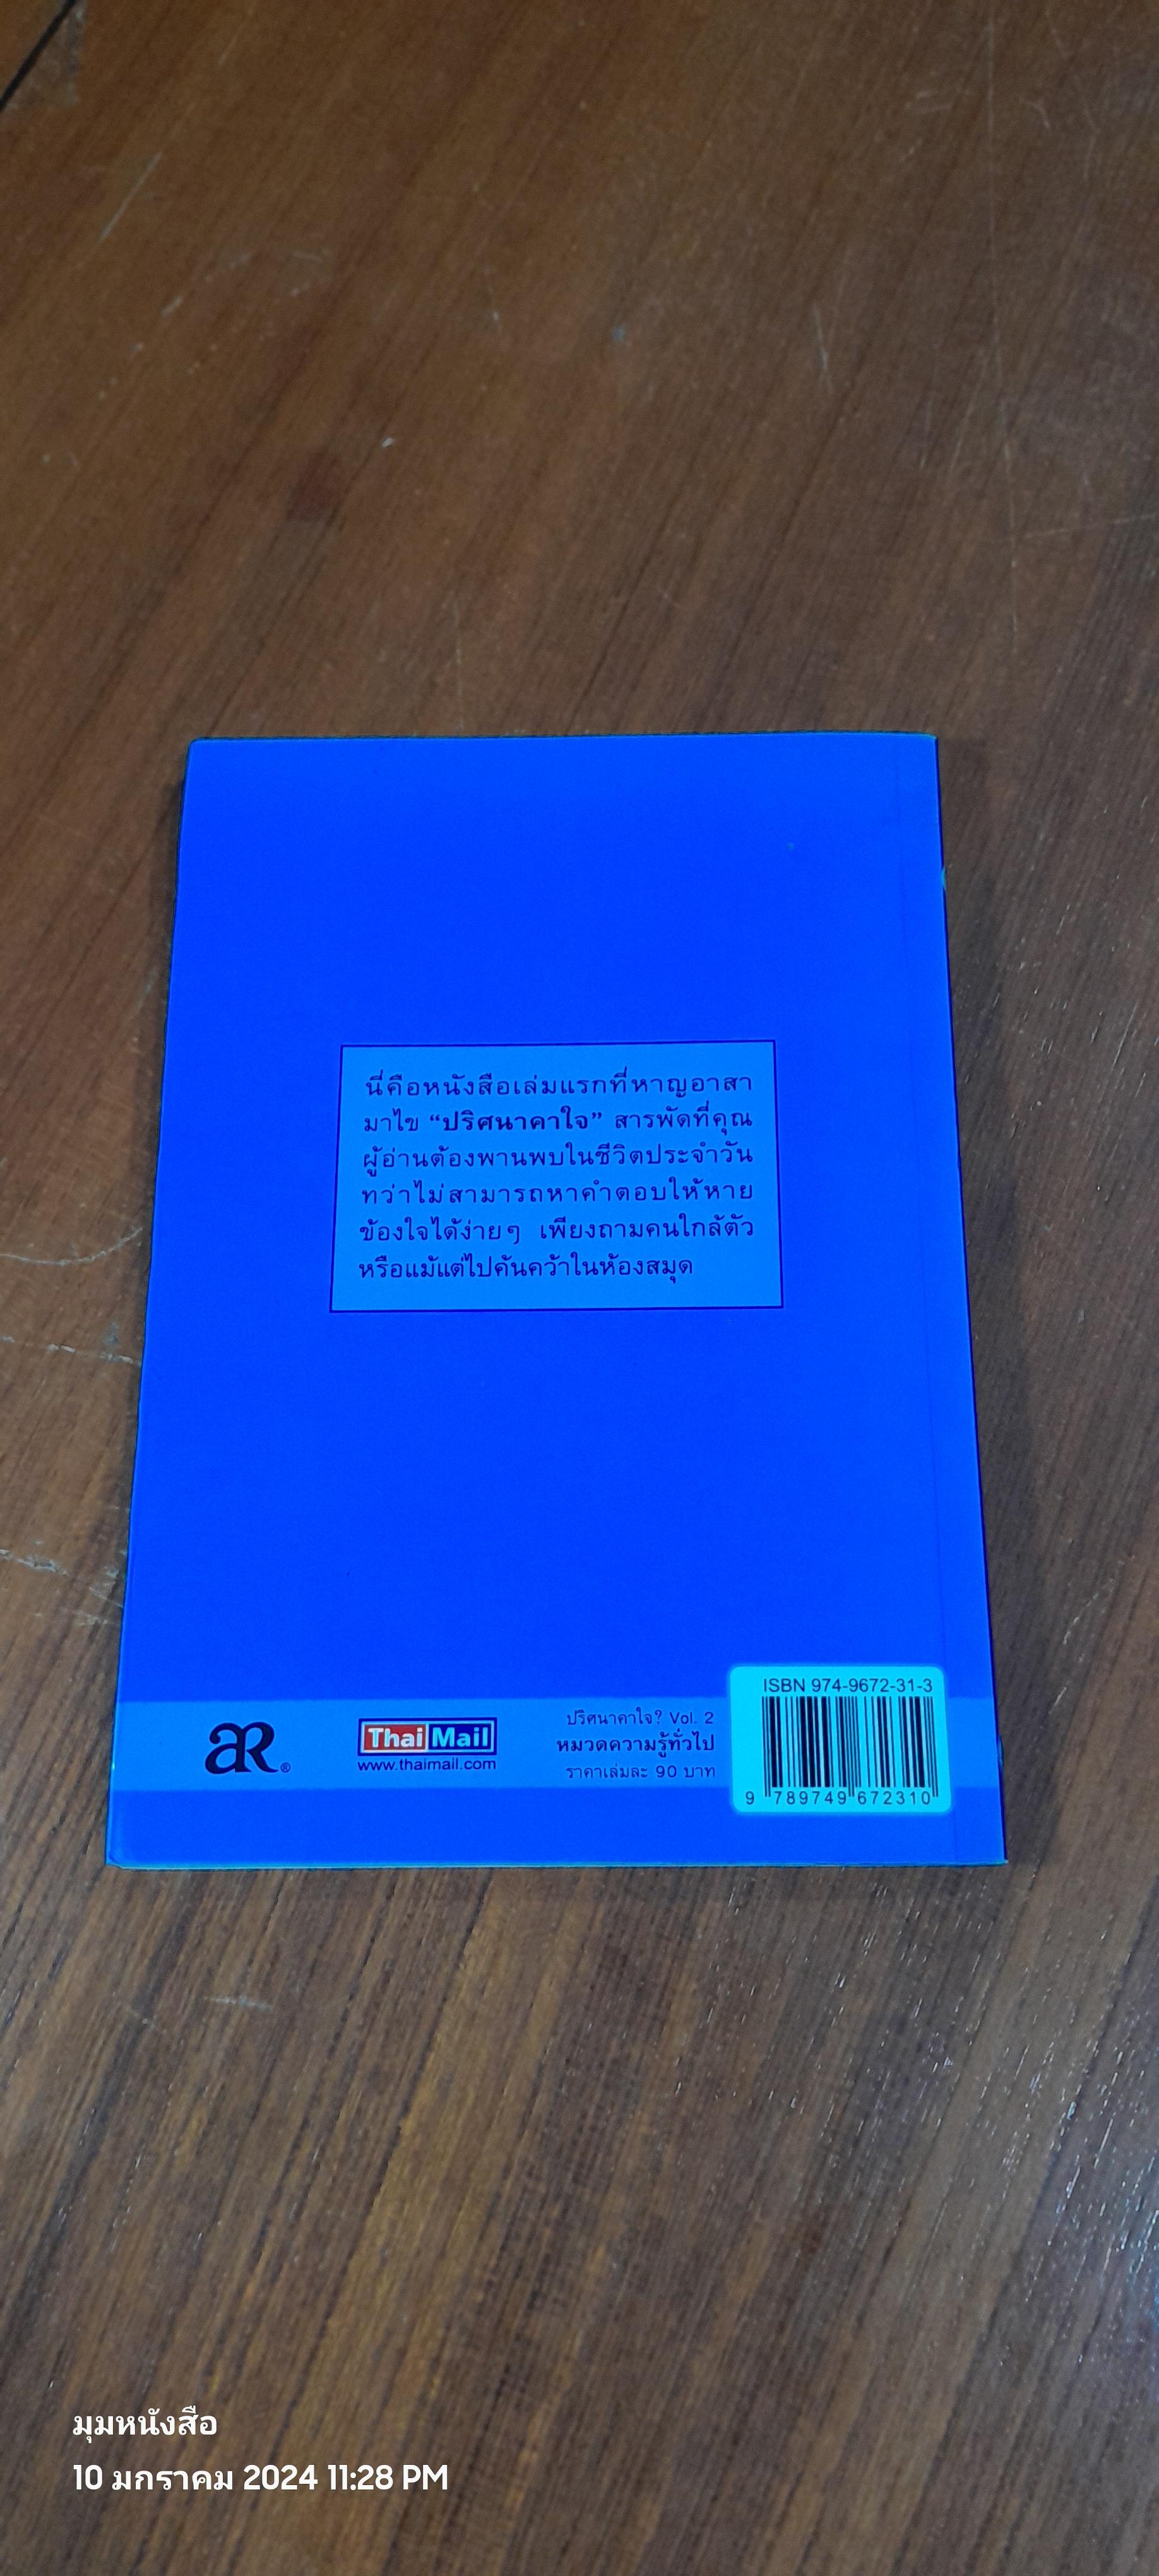 นี่คือหนังสือเล่มแรกที่หาญอาสา
มาไข “ปริศนาคาใจ” สารพัดที่คุณ
ผู้อ่านต้องพานพบในชีวิตประจำวัน
ทว่าไม่สามารถหาคำตอบให้หาย
ข้องใจได้ง่ายๆ เพียงถามคนใกล้ตัว
หรือแม้แต่ไปค้นคว้าในห้องสมุด
aR®
ThaiMail
www.thaimail.com
ปริศนาคาใจ? Vol. 2
หมวดความรู้ทั่วไป
ราคาเล่มละ 90 บาท
ISBN 974-9672-31-3
9 789749 672310
มุมหนังสือ
10 มกราคม 2024 11:28 PM